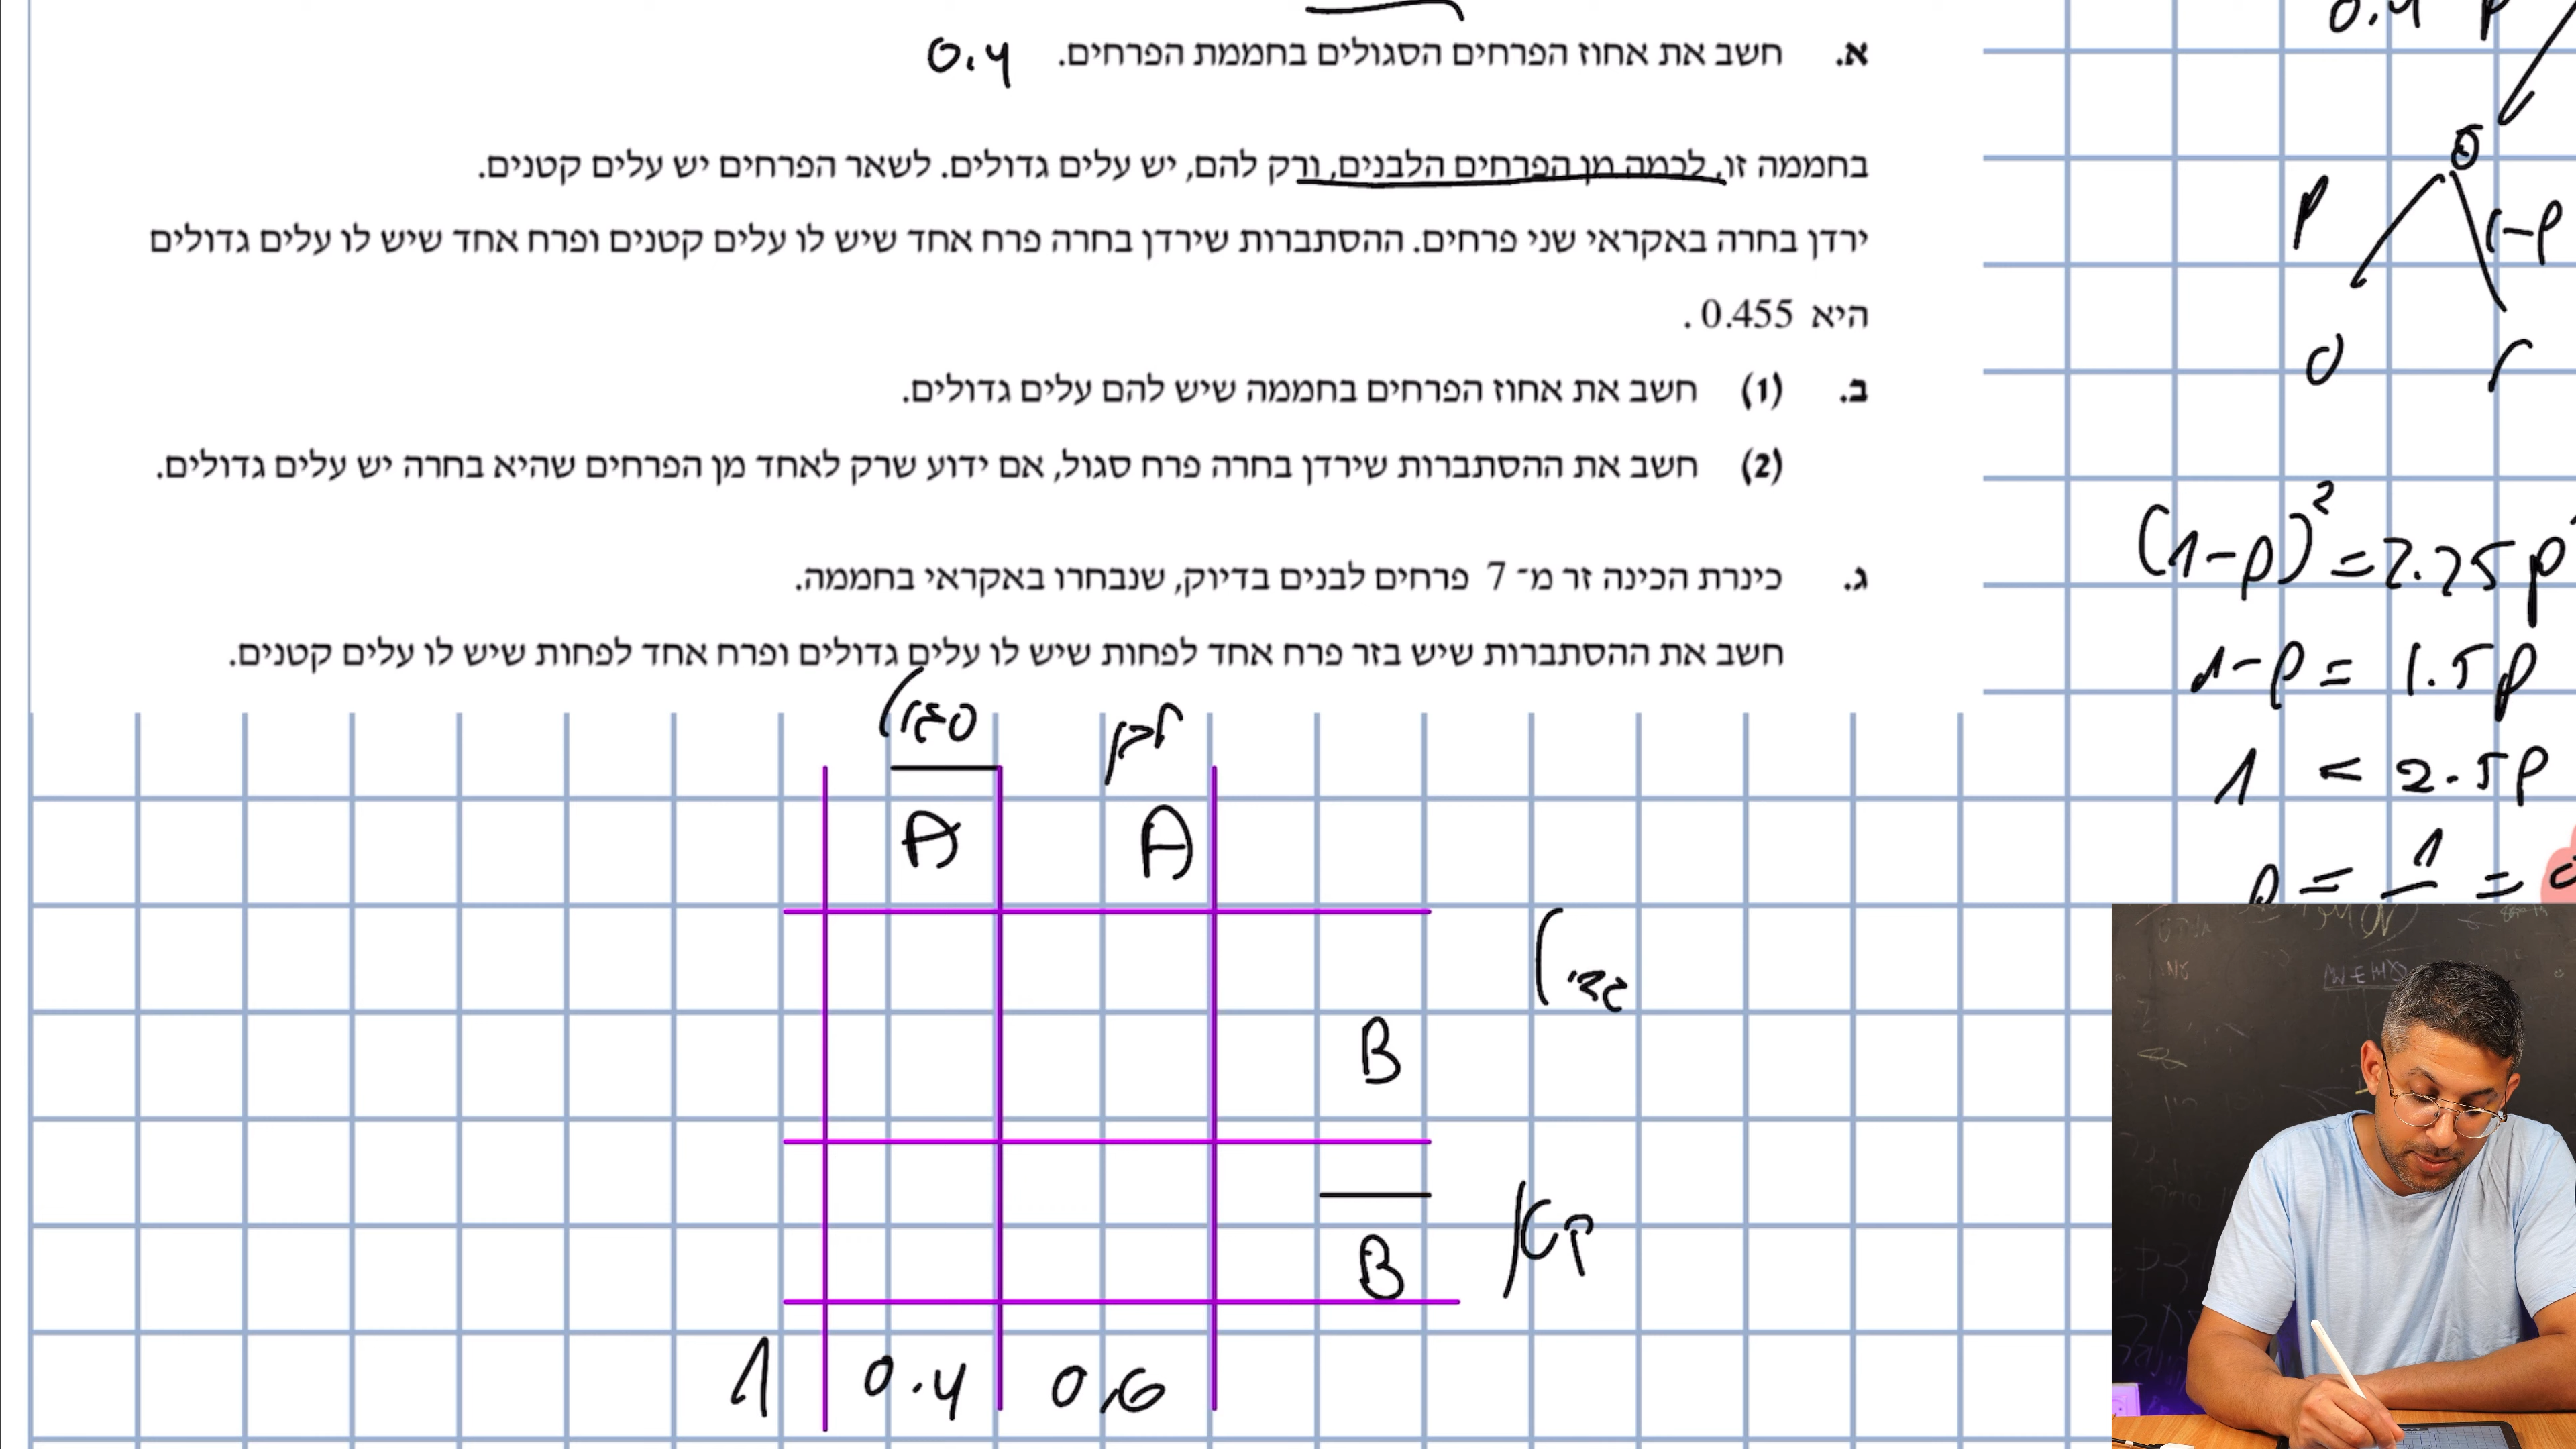 א. חשב את אחוז הפרחים הסגולים בחממת הפרחים. 0.4
בחממה זו, לכמה מן הפרחים הלבנים, ורק להם, יש עלים גדולים. לשאר הפרחים יש עלים קטנים.
ירדן בחרה באקראי שני פרחים. ההסתברות שירדן בחרה פרח אחד שיש לו עלים קטנים ופרח אחד שיש לו עלים גדולים
היא 0.455 .
ב. (1) חשב את אחוז הפרחים בחממה שיש להם עלים גדולים.
(2) חשב את ההסתברות שירדן בחרה פרח סגול, אם ידוע שרק לאחד מן הפרחים שהיא בחרה יש עלים גדולים.
ג. כינרת הכינה זר מ־ 7 פרחים לבנים בדיוק, שנבחרו באקראי בחממה.
חשב את ההסתברות שיש בזר פרח אחד לפחות שיש לו עלים גדולים ופרח אחד לפחות שיש לו עלים קטנים.
סגול לבן
A A
גדול
B
קטן
B
1 0.4 0.6
0.4 P
ס
P 1-P
ס ל
(1-P)² = 2.25P
1-P = 1.5P
1 = 2.5P
P = 1 =